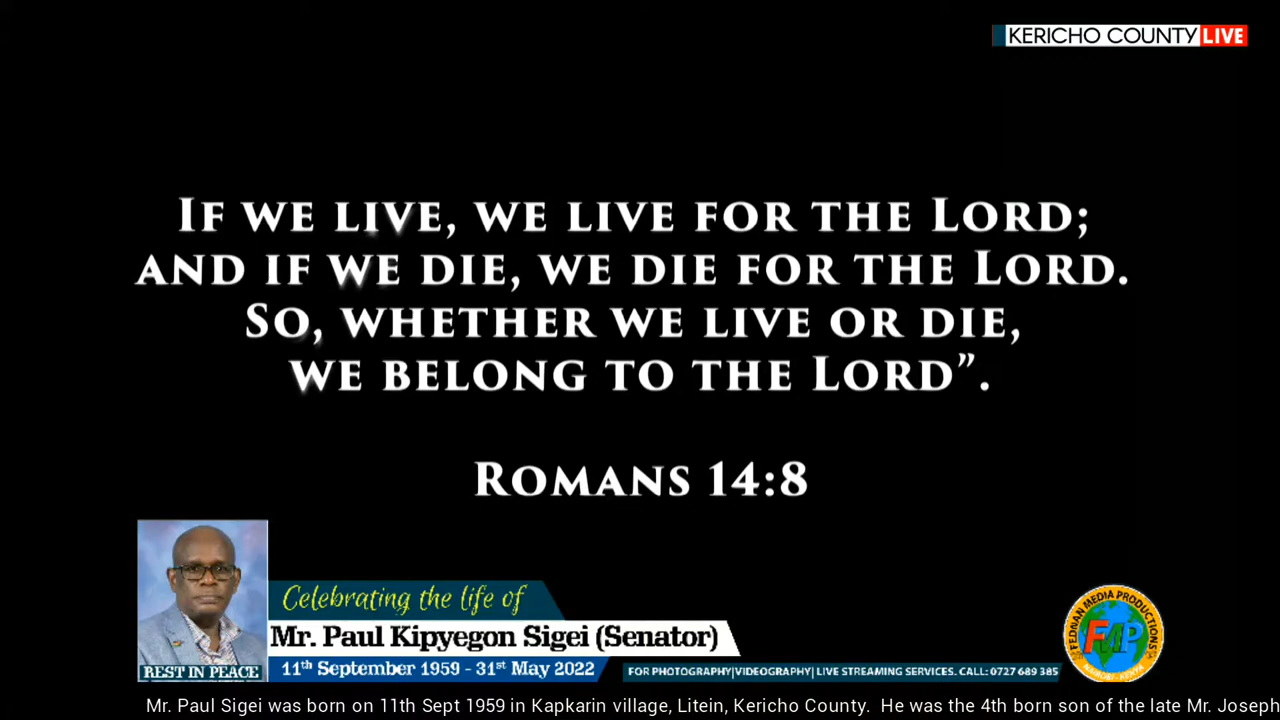 KERICHO COUNTY LIVE
If we live, we live for the Lord;
and if we die, we die for the Lord.
So, whether we live or die,
we belong to the Lord”.
Romans 14:8
Celebrating the life of
Mr. Paul Kipyegon Sigei (Senator)
REST IN PEACE
11th September 1959 - 31st May 2022
FOR PHOTOGRAPHY|VIDEOGRAPHY| LIVE STREAMING SERVICES. CALL: 0727 689 385
FEDNAN MEDIA PRODUCTIONS
FMP
NAIROBI - KENYA
Mr. Paul Sigei was born on 11th Sept 1959 in Kapkarin village, Litein, Kericho County. He was the 4th born son of the late Mr. Joseph